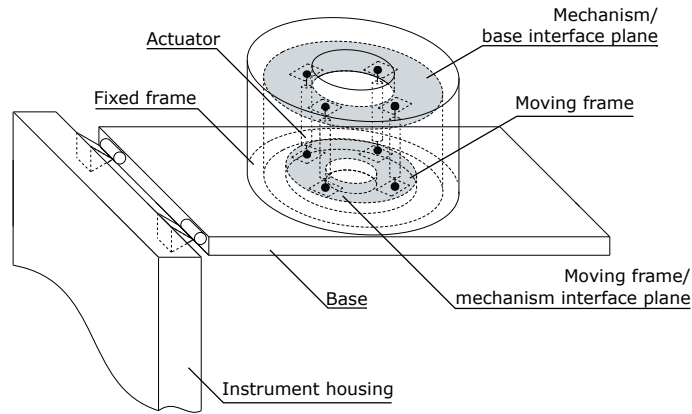 Mechanism/
base interface plane
Actuator
Fixed frame
Moving frame
Moving frame/
mechanism interface plane
Base
Instrument housing